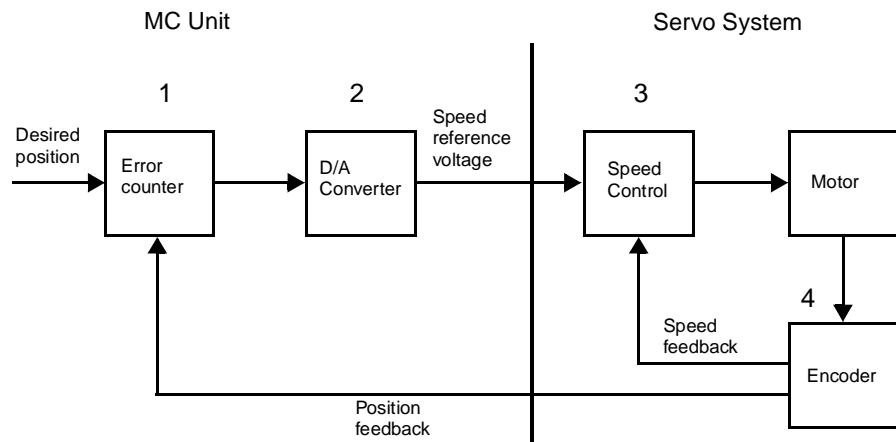 MC Unit
Servo System
1
2
3
Desired
position
Error
counter
D/A
Converter
Speed
reference
voltage
Speed
Control
Motor
4
Speed
feedback
Encoder
Position
feedback